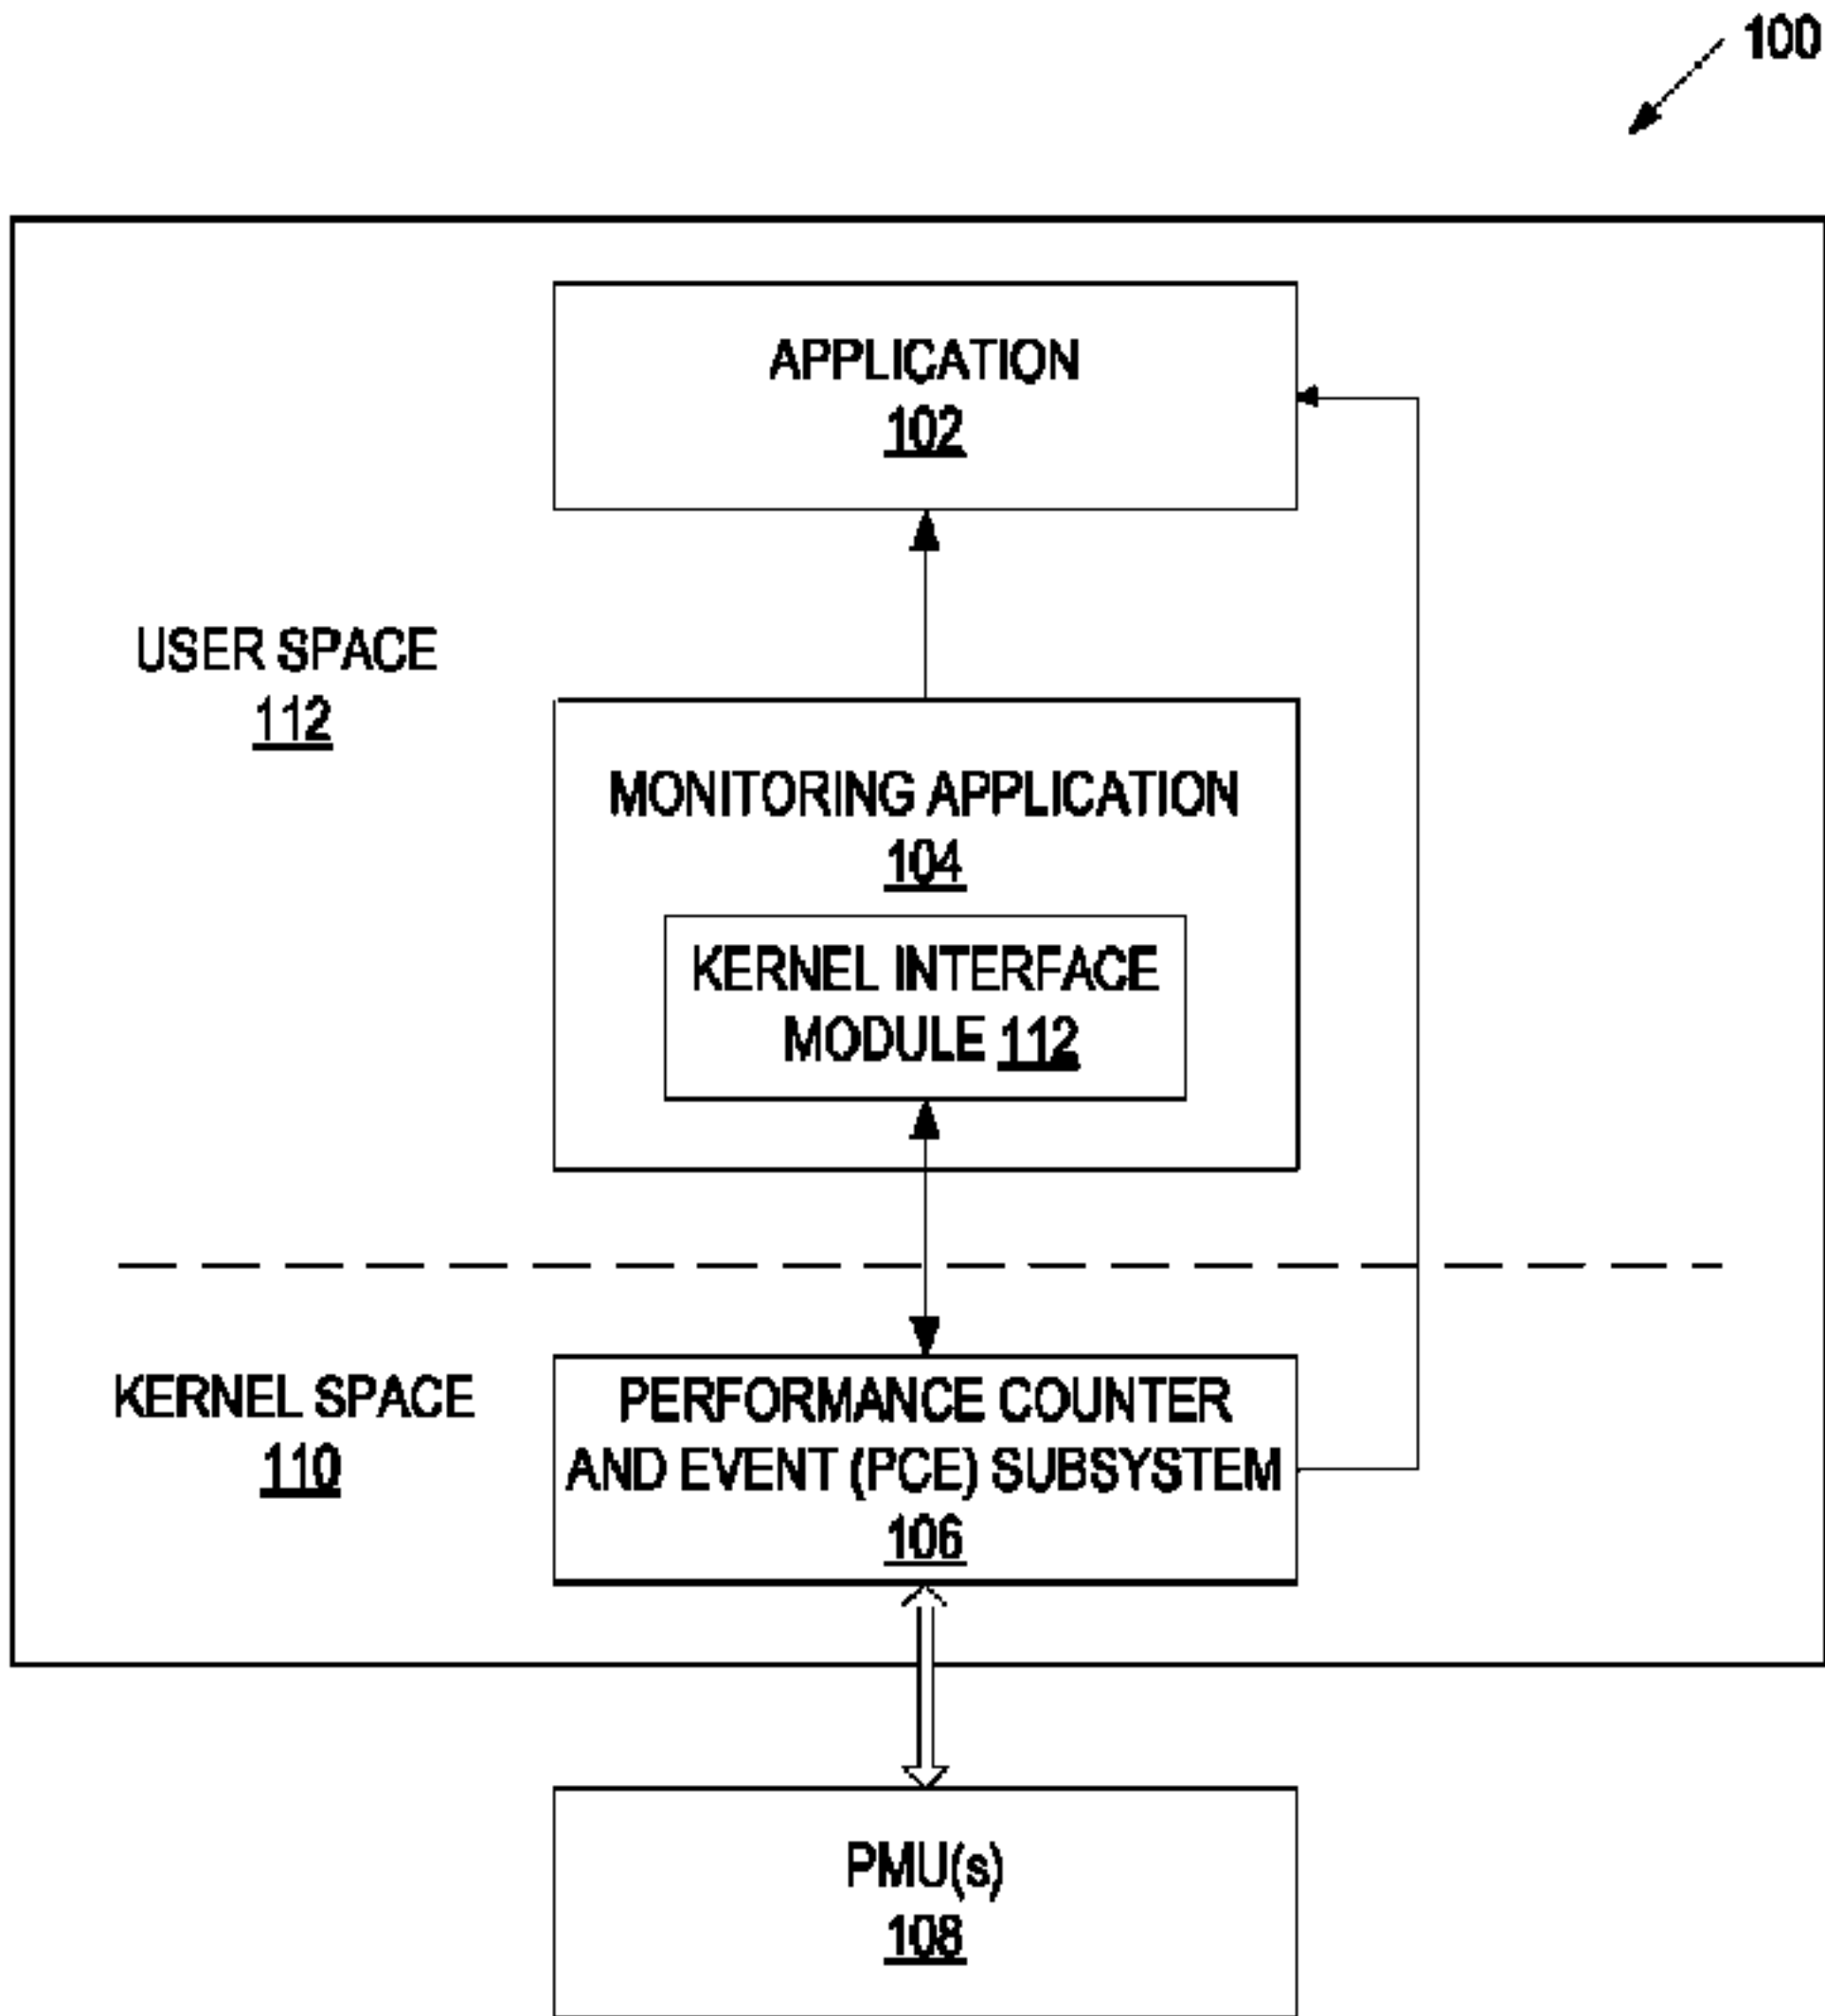 100
APPLICATION
102
USER SPACE
112
MONITORING APPLICATION
104
KERNEL INTERFACE
MODULE 112
KERNEL SPACE
110
PERFORMANCE COUNTER
AND EVENT (PCE) SUBSYSTEM
106
PMU(s)
108